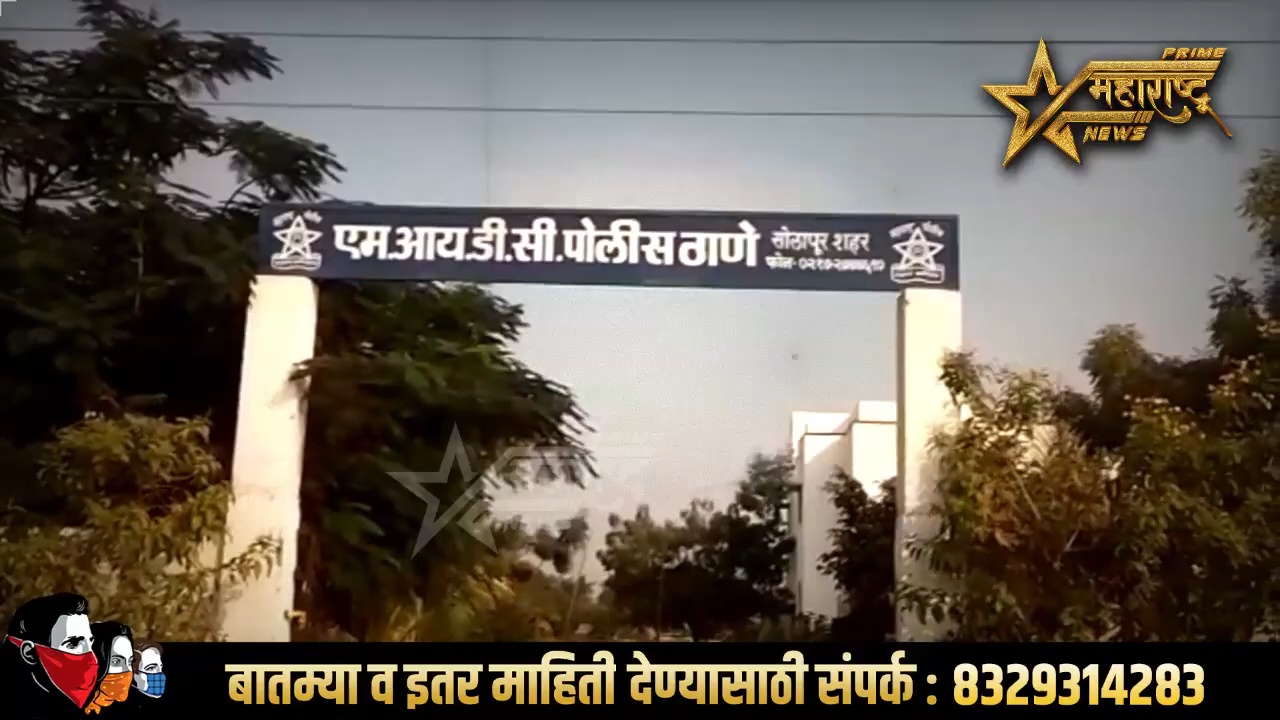 PRIME
महाराष्ट्र
NEWS
एम.आय.डी.सी.पोलीस ठाणे
सोलापूर शहर
फोन-
बातम्या व इतर माहिती देण्यासाठी संपर्क : 8329314283